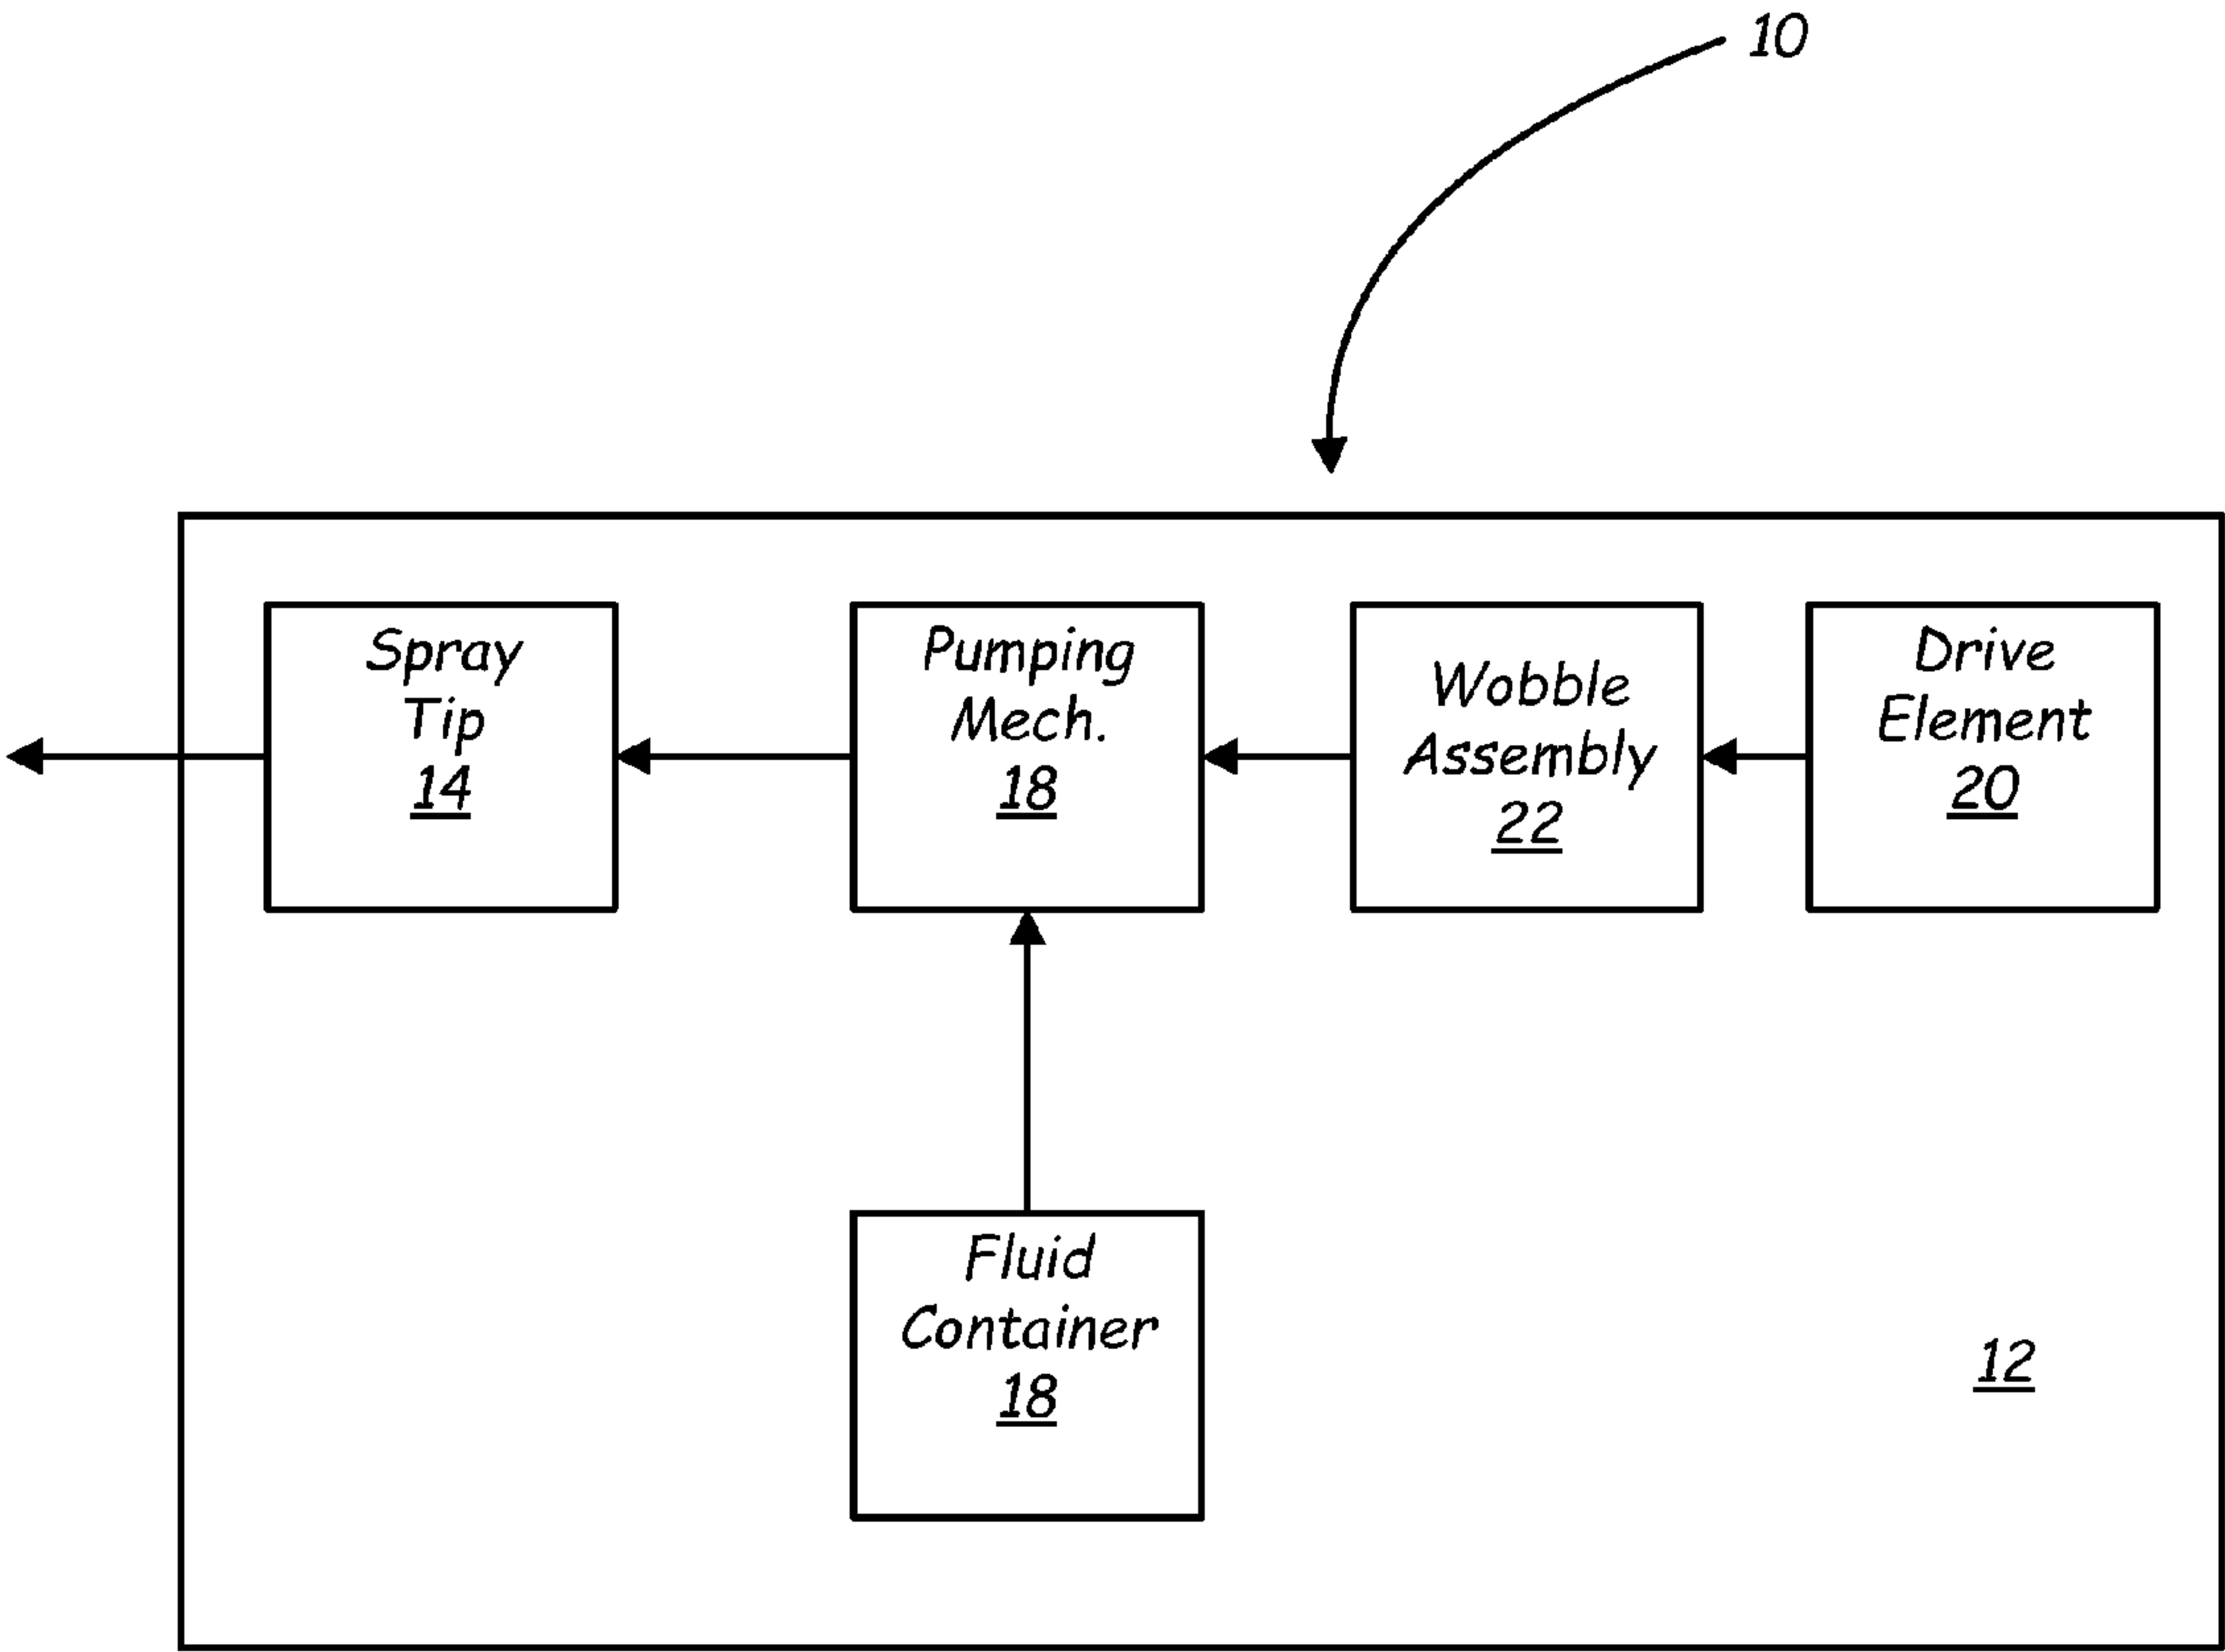 10
Spray
Tip
14
Pumping
Mech.
18
Wobble
Assembly
22
Drive
Element
20
Fluid
Container
18
12